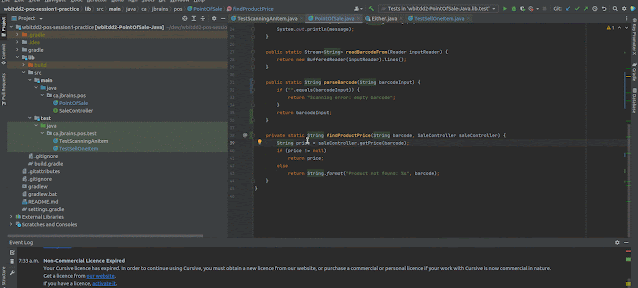 wbitdd2-pos-session1-practice
src
main
java
ca
jbrains
pos
PointOfSale
findProductPrice
Tests in 'wbitdd2-PointOfSale-Java.lib.test'
Git:
Project
TestScanningAnItem.java
PointOfSale.java
Either.java
TestSellOneItem.java
wbitdd2-pos-session1-practice
.gradle
.idea
gradle
lib
build
src
main
java
ca.jbrains.pos
PointOfSale
SaleController
test
java
ca.jbrains.pos.test
TestScanningAnItem
TestSellOneItem
.gitignore
build.gradle
.gitattributes
.gitignore
gradlew
gradlew.bat
README.md
settings.gradle
External Libraries
Scratches and Consoles
System.out.println(message);
}
public static Stream<String> readBarcodeFrom(Reader inputReader) {
return new BufferedReader(inputReader).lines();
}
public static String parseBarcode(String barcodeInput) {
if ("".equals(barcodeInput)) {
return "Scanning error: empty barcode";
}
return barcodeInput;
}
private static String findProductPrice(String barcode, SaleController saleController) {
String price = saleController.getPrice(barcode);
if (price != null)
return price;
else
return String.format("Product not found: %s", barcode);
}
}
Event Log
7:33 a.m.
Non-Commercial Licence Expired
Your Cursive licence has expired. In order to continue using Cursive, you must obtain a new licence from our website, or purchase a commercial or personal licence if your work with Cursive is now commercial in nature.
Get a licence from our website.
If you have a licence, activate it.